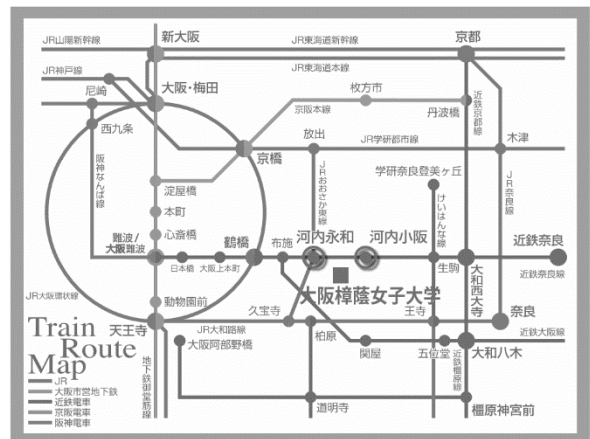 新大阪
京都
JR山陽新幹線
JR東海道新幹線
JR東海道本線
JR神戸線
大阪・梅田
尼崎
枚方市
京阪本線
丹波橋
近鉄京都線
西九条
放出
JR学研都市線
木津
京橋
阪神なんば線
JRおおさか東線
学研奈良登美ヶ丘
JR奈良線
淀屋橋
けいはんな線
本町
心斎橋
難波/
大阪難波
鶴橋
布施
河内永和
河内小阪
近鉄奈良
日本橋
大阪上本町
生駒
大和西大寺
近鉄奈良線
大阪樟蔭女子大学
JR大阪環状線
動物園前
久宝寺
王寺
奈良
天王寺
JR大和路線
柏原
近鉄大阪線
大阪阿部野橋
関屋
五位堂
大和八木
地下鉄御堂筋線
近鉄橿原線
道明寺
橿原神宮前
Train
Route
Map
JR
大阪市営地下鉄
近鉄電車
京阪電車
阪神電車